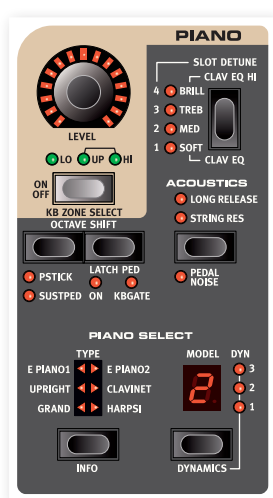 PIANO
SLOT DETUNE
CLAV EQ HI
4 BRILL
3 TREB
2 MED
1 SOFT
CLAV EQ
LEVEL
LO UP HI
ON
OFF
KB ZONE SELECT
OCTAVE SHIFT
ACOUSTICS
LONG RELEASE
STRING RES
PEDAL
NOISE
LATCH PED
PSTICK
SUSTPED ON KBGATE
PIANO SELECT
TYPE MODEL DYN
E PIANO1 E PIANO2 3
UPRIGHT CLAVINET 2 2
GRAND HARPSI 1
INFO DYNAMICS